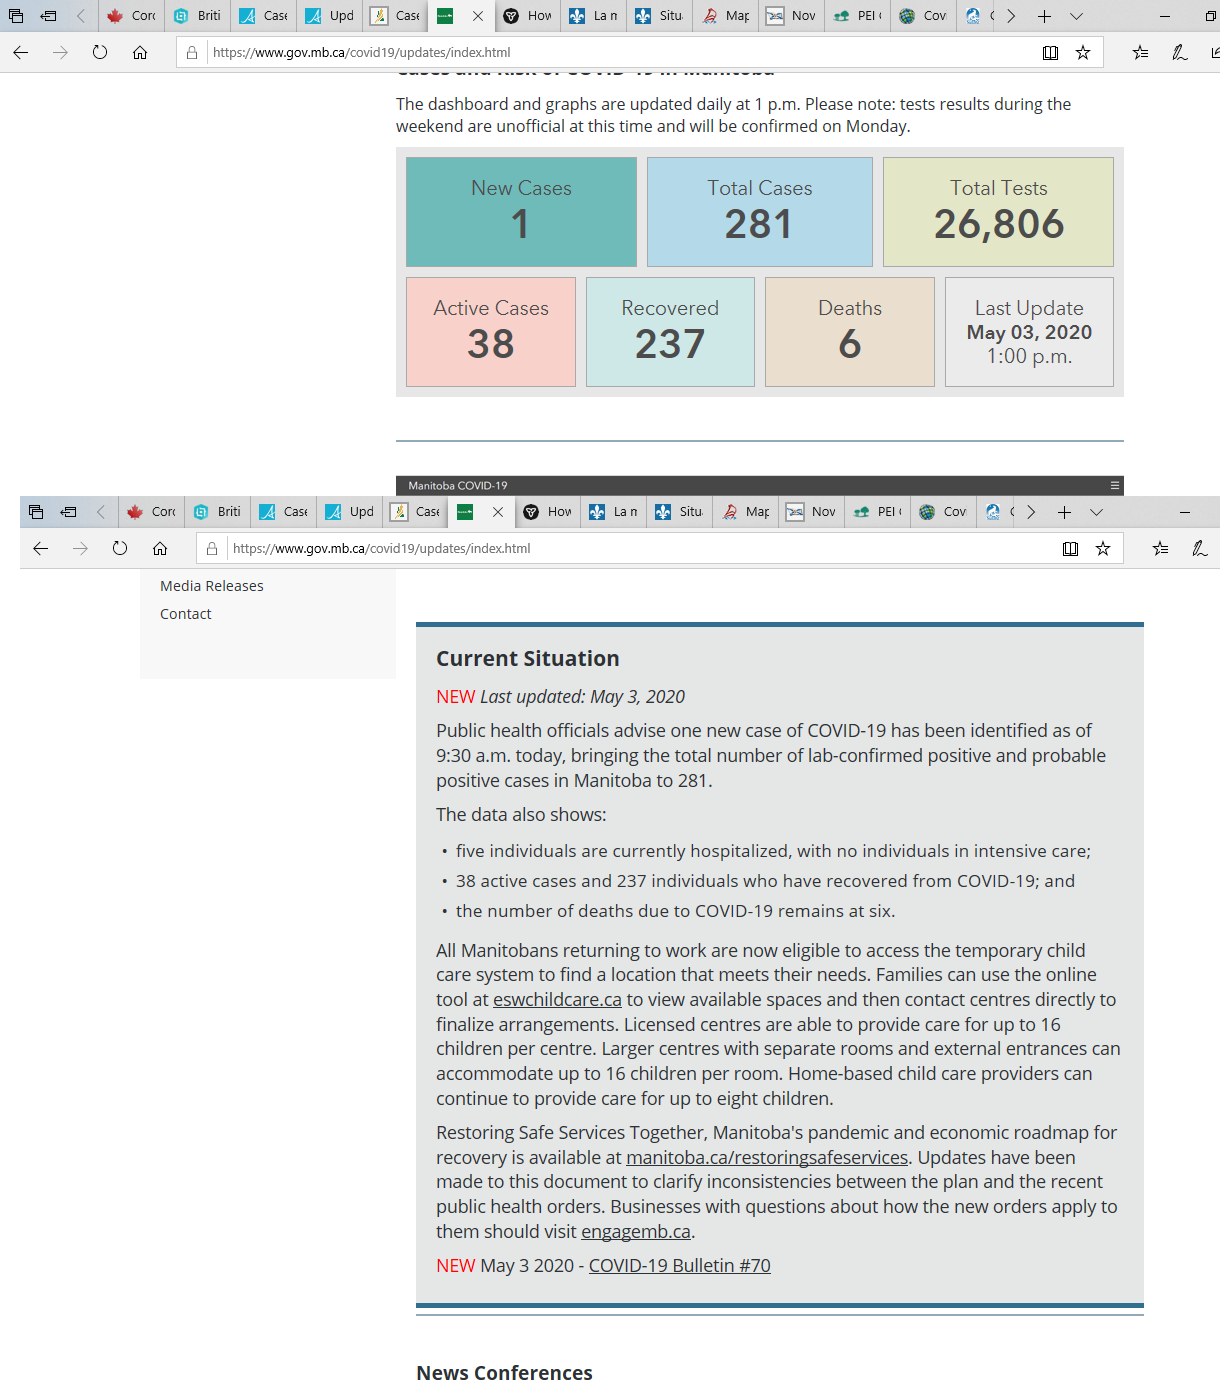 Corc
Briti
Case
Upd
Case
How
La n
Situ
Map
Nov
PEI
Cov
https://www.gov.mb.ca/covid19/updates/index.html
Cases and Risk of COVID-19 in Manitoba
The dashboard and graphs are updated daily at 1 p.m. Please note: tests results during the
weekend are unofficial at this time and will be confirmed on Monday.
New Cases
1
Total Cases
281
Total Tests
26,806
Active Cases
38
Recovered
237
Deaths
6
Last Update
May 03, 2020
1:00 p.m.
Manitoba COVID-19
Corc
Briti
Case
Upd
Case
How
La n
Situ
Map
Nov
PEI
Cov
https://www.gov.mb.ca/covid19/updates/index.html
Media Releases
Contact
Current Situation
NEW Last updated: May 3, 2020
Public health officials advise one new case of COVID-19 has been identified as of
9:30 a.m. today, bringing the total number of lab-confirmed positive and probable
positive cases in Manitoba to 281.
The data also shows:
• five individuals are currently hospitalized, with no individuals in intensive care;
• 38 active cases and 237 individuals who have recovered from COVID-19; and
• the number of deaths due to COVID-19 remains at six.
All Manitobans returning to work are now eligible to access the temporary child
care system to find a location that meets their needs. Families can use the online
tool at eswchildcare.ca to view available spaces and then contact centres directly to
finalize arrangements. Licensed centres are able to provide care for up to 16
children per centre. Larger centres with separate rooms and external entrances can
accommodate up to 16 children per room. Home-based child care providers can
continue to provide care for up to eight children.
Restoring Safe Services Together, Manitoba's pandemic and economic roadmap for
recovery is available at manitoba.ca/restoringsafeservices. Updates have been
made to this document to clarify inconsistencies between the plan and the recent
public health orders. Businesses with questions about how the new orders apply to
them should visit engagemb.ca.
NEW May 3 2020 - COVID-19 Bulletin #70
News Conferences